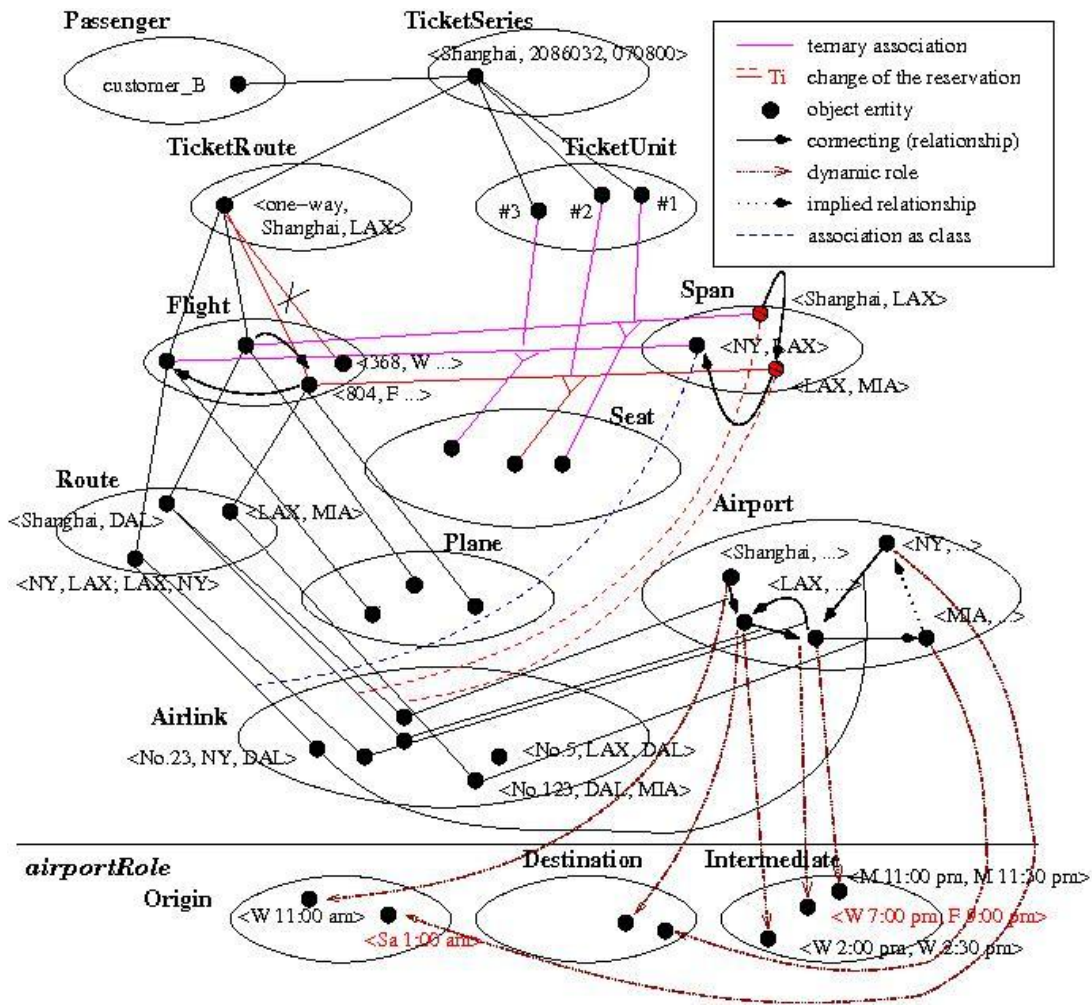 Passenger
TicketSeries
<Shanghai, 2086032, 070800>
customer_B
ternary association
Ti change of the reservation
object entity
connecting (relationship)
dynamic role
implied relationship
association as class
TicketRoute
TicketUnit
<one-way,
Shanghai, LAX>
#3
#2
#1
Flight
Span
<Shanghai, LAX>
<NY, LAX>
<368, W ...>
<804, F ...>
<LAX, MIA>
Seat
Route
Airport
<Shanghai, DAL>
<LAX, MIA>
Plane
<Shanghai, ...>
<NY, ...>
<LAX, ...>
<NY, LAX; LAX, NY>
<MIA, ...>
Airlink
<No.23, NY, DAL>
<No.5, LAX, DAL>
<No.123, DAL, MIA>
airportRole
Destination
Intermediate
Origin
<M 11:00 pm, M 11:30 pm>
<W 11:00 am>
<W 7:00 pm, F 9:00 pm>
<Sa 1:00 am>
<W 2:00 pm, W 2:30 pm>